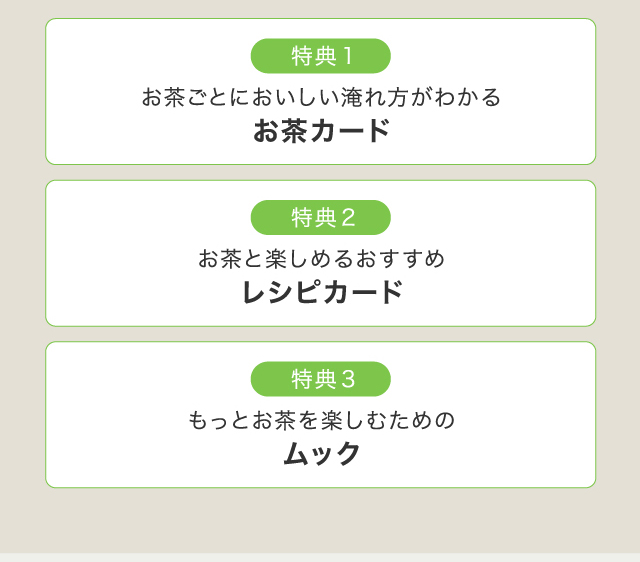 特典1
お茶ごとにおいしい淹れ方がわかる
お茶カード
特典2
お茶と楽しめるおすすめ
レシピカード
特典3
もっとお茶を楽しむための
ムック